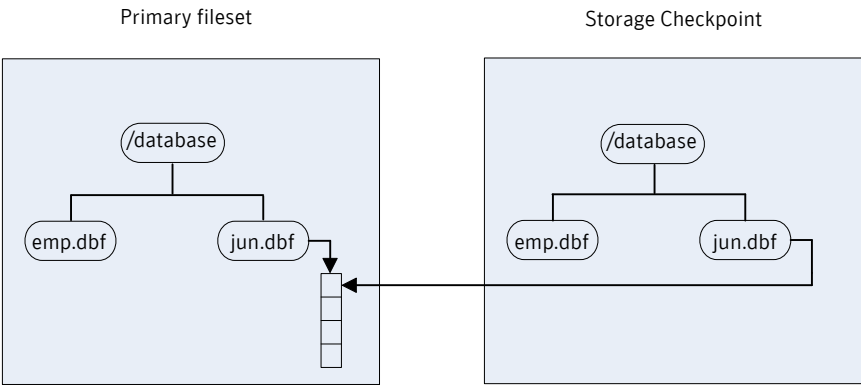 Primary fileset
Storage Checkpoint
/database
/database
emp.dbf
jun.dbf
emp.dbf
jun.dbf